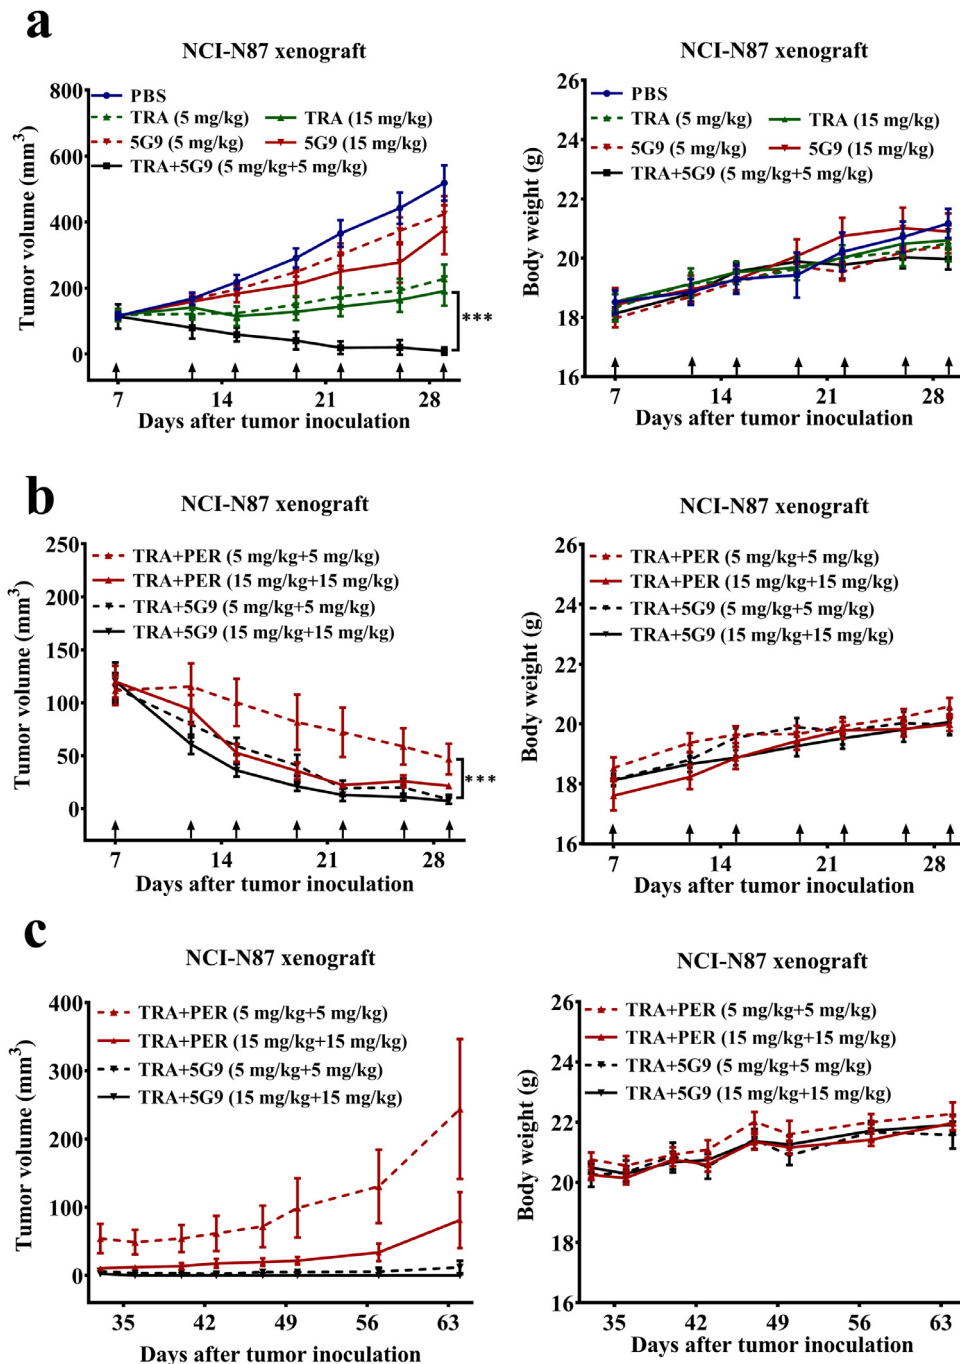 a
NCI-N87 xenograft
Tumor volume (mm3)
800
600
400
200
0
PBS
TRA (5 mg/kg)
TRA (15 mg/kg)
5G9 (5 mg/kg)
5G9 (15 mg/kg)
TRA+5G9 (5 mg/kg+5 mg/kg)
***
7
14
21
28
Days after tumor inoculation
NCI-N87 xenograft
Body weight (g)
26
24
22
20
18
16
PBS
TRA (5 mg/kg)
TRA (15 mg/kg)
5G9 (5 mg/kg)
5G9 (15 mg/kg)
TRA+5G9 (5 mg/kg+5 mg/kg)
7
14
21
28
Days after tumor inoculation
b
NCI-N87 xenograft
Tumor volume (mm3)
250
200
150
100
50
0
TRA+PER (5 mg/kg+5 mg/kg)
TRA+PER (15 mg/kg+15 mg/kg)
TRA+5G9 (5 mg/kg+5 mg/kg)
TRA+5G9 (15 mg/kg+15 mg/kg)
***
7
14
21
28
Days after tumor inoculation
NCI-N87 xenograft
Body weight (g)
26
24
22
20
18
16
TRA+PER (5 mg/kg+5 mg/kg)
TRA+PER (15 mg/kg+15 mg/kg)
TRA+5G9 (5 mg/kg+5 mg/kg)
TRA+5G9 (15 mg/kg+15 mg/kg)
7
14
21
28
Days after tumor inoculation
c
NCI-N87 xenograft
Tumor volume (mm3)
400
300
200
100
0
TRA+PER (5 mg/kg+5 mg/kg)
TRA+PER (15 mg/kg+15 mg/kg)
TRA+5G9 (5 mg/kg+5 mg/kg)
TRA+5G9 (15 mg/kg+15 mg/kg)
35
42
49
56
63
Days after tumor inoculation
NCI-N87 xenograft
Body weight (g)
26
24
22
20
18
16
TRA+PER (5 mg/kg+5 mg/kg)
TRA+PER (15 mg/kg+15 mg/kg)
TRA+5G9 (5 mg/kg+5 mg/kg)
TRA+5G9 (15 mg/kg+15 mg/kg)
35
42
49
56
63
Days after tumor inoculation